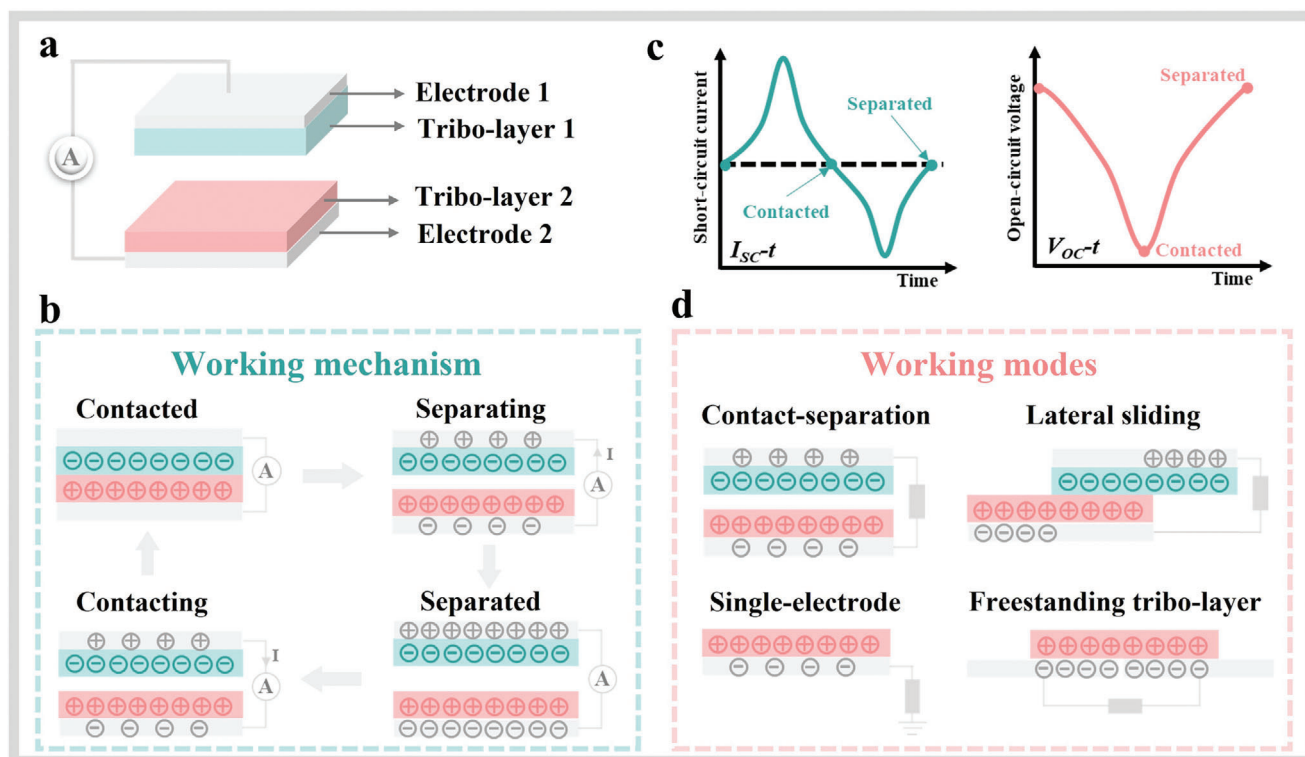 a
A
Electrode 1
Tribo-layer 1
Tribo-layer 2
Electrode 2
c
Short-circuit current
Separated
Contacted
I_SC-t
Time
Open-circuit voltage
Separated
Contacted
V_OC-t
Time
b
Working mechanism
Contacted
A
Separating
I
A
Contacting
I
A
Separated
A
d
Working modes
Contact-separation
Lateral sliding
Single-electrode
Freestanding tribo-layer